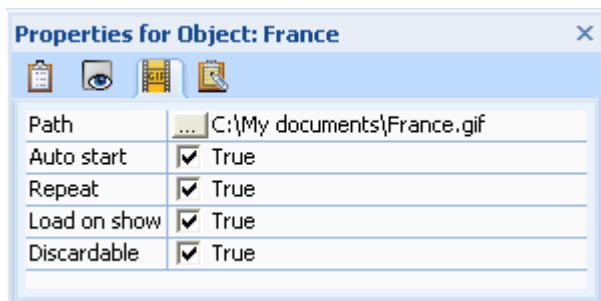 Properties for Object: France
GIF
Path ... C:\My documents\France.gif
Auto start True
Repeat True
Load on show True
Discardable True